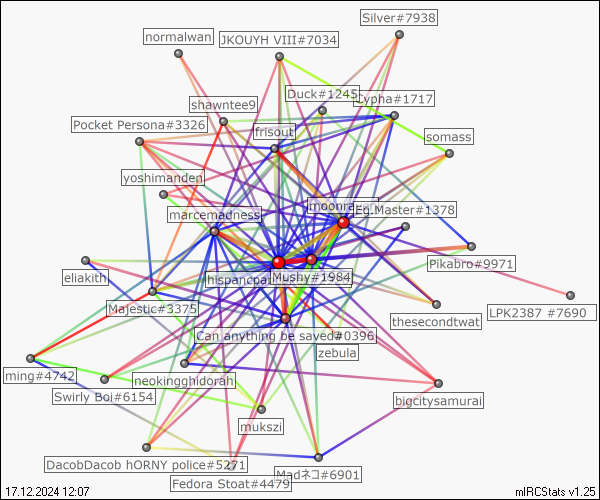 Silver#7938
normalwan
JKOUYH VIII#7034
Duck#1245
Cypha#1717
shawntee9
Pocket Persona#3326
frisout
somass
yoshimanden
marcemadness
Eg.Master#1378
Pikabro#9971
eliakith
Mushy#1984
Majestic#3375
LPK2387 #7690
thesecondtwat
Can anything be saved#0396
zebula
ming#4742
neokingghidorah
Swirly Boi#6154
bigcitysamurai
mukszi
DacobDacob hORNY police#5271
Madネコ#6901
Fedora Stoat#4479
17.12.2024 12:07
mIRCStats v1.25